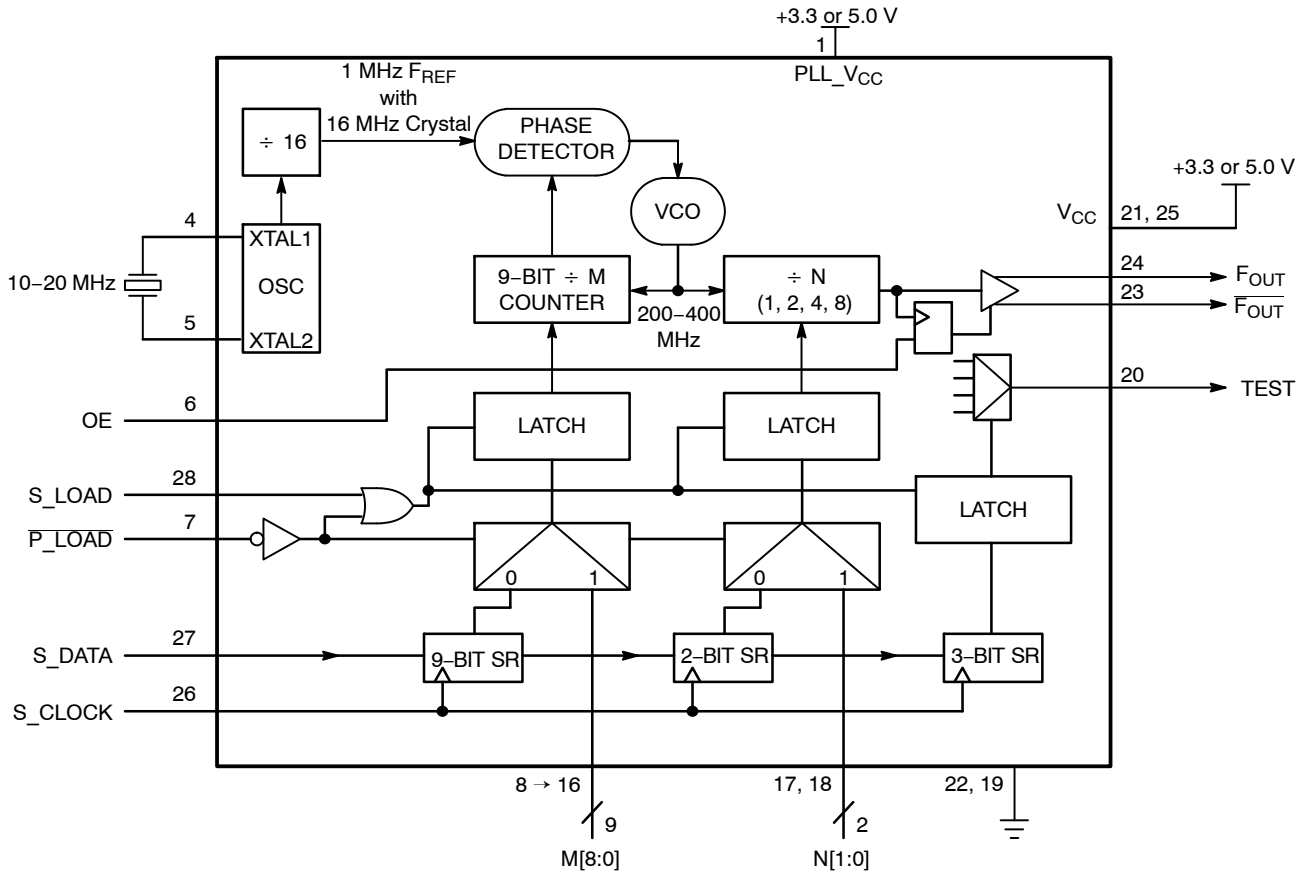 +3.3 or 5.0 V
1
PLL_VCC
1 MHz FREF
with
16 MHz Crystal
÷ 16
PHASE
DETECTOR
VCO
+3.3 or 5.0 V
VCC
21, 25
4
XTAL1
10−20 MHz
OSC
5
XTAL2
9−BIT ÷ M
COUNTER
200−400
MHz
÷ N
(1, 2, 4, 8)
24
FOUT
23
F̅O̅U̅T̅
20
TEST
6
OE
LATCH
LATCH
28
S_LOAD
7
P̅_̅L̅O̅A̅D̅
LATCH
0 1
0 1
27
S_DATA
9−BIT SR
2−BIT SR
3−BIT SR
26
S_CLOCK
8 → 16
17, 18
22, 19
9
2
M[8:0]
N[1:0]